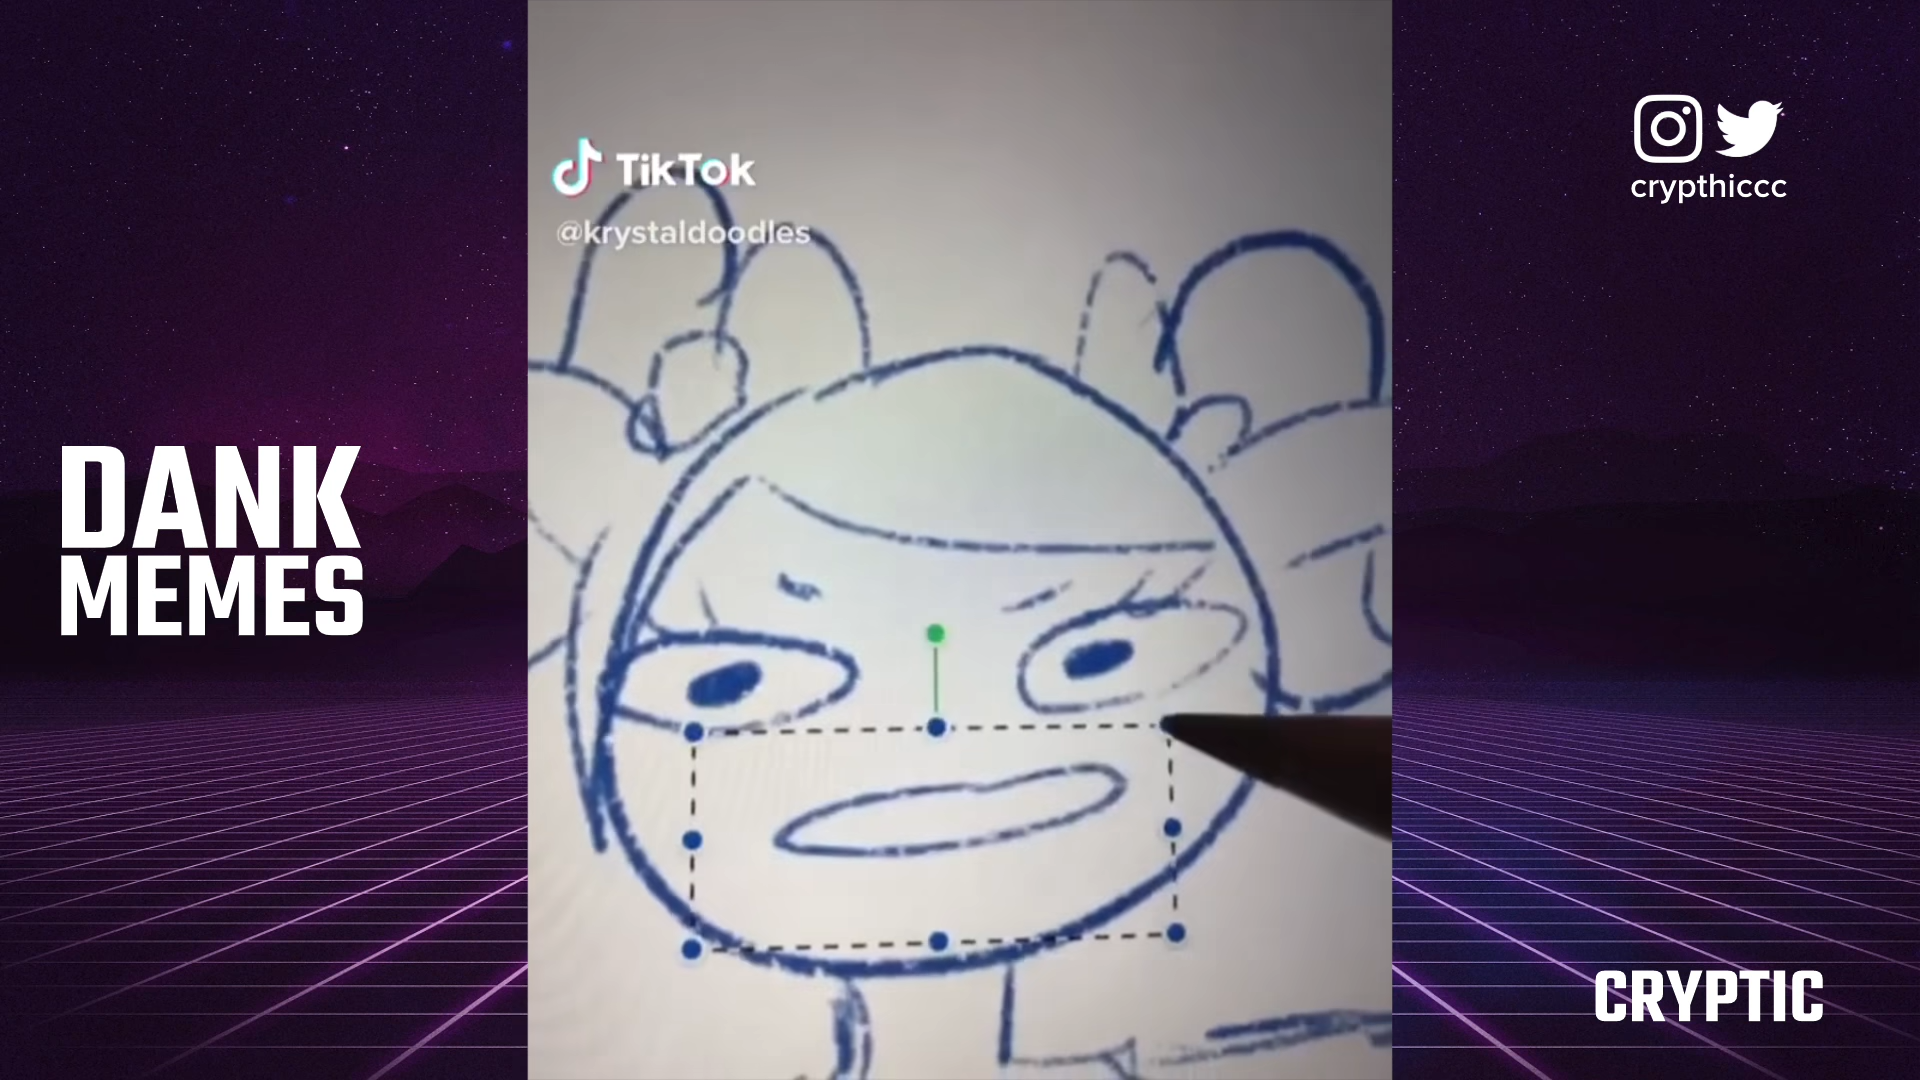 TikTok
@krystaldoodles
crypthiccc
DANK
MEMES
CRYPTIC